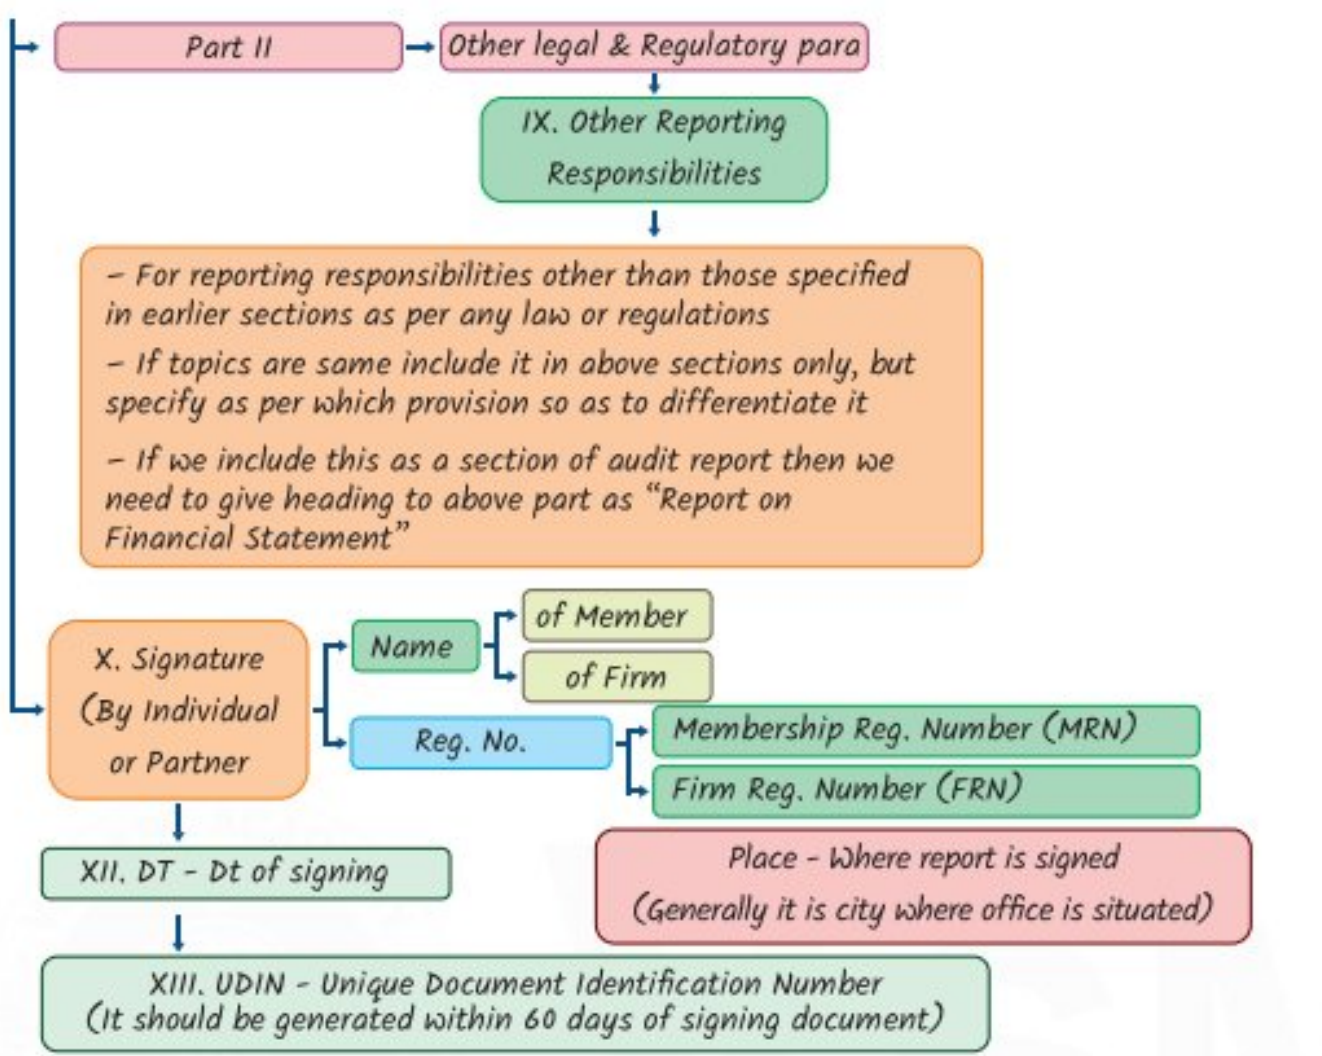 Part II
Other legal & Regulatory para
IX. Other Reporting
Responsibilities
– For reporting responsibilities other than those specified
in earlier sections as per any law or regulations
– If topics are same include it in above sections only, but
specify as per which provision so as to differentiate it
– If we include this as a section of audit report then we
need to give heading to above part as “Report on
Financial Statement”
X. Signature
(By Individual
or Partner
Name
of Member
of Firm
Reg. No.
Membership Reg. Number (MRN)
Firm Reg. Number (FRN)
Place - Where report is signed
(Generally it is city where office is situated)
XII. DT - Dt of signing
XIII. UDIN - Unique Document Identification Number
(It should be generated within 60 days of signing document)